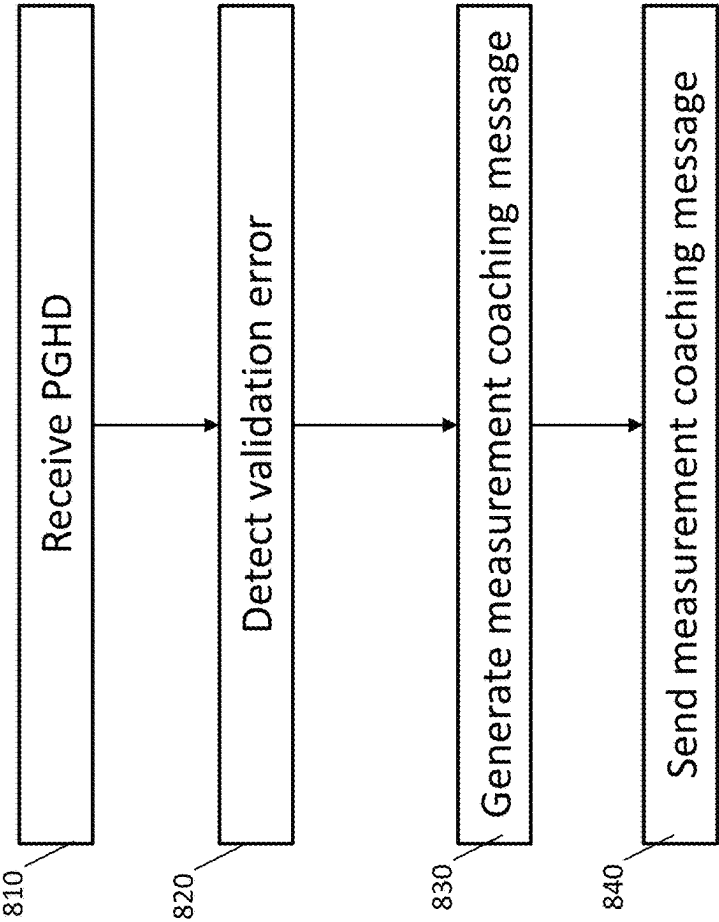 810
Receive PGHD
820
Detect validation error
830
Generate measurement coaching message
840
Send measurement coaching message